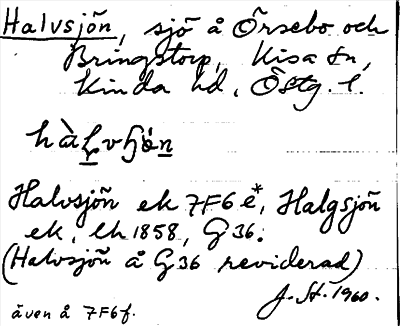 Halvsjön, sjö å Örsebo och
Bringstorp, Kisa sn,
Kinda hd, Östg. l.
Halvsjön ek 7F6e*, Halgsjön
ek, lh 1858, G36.
(Halvsjön å G36 reviderad)
J. St. 1960.
även å 7F6f.